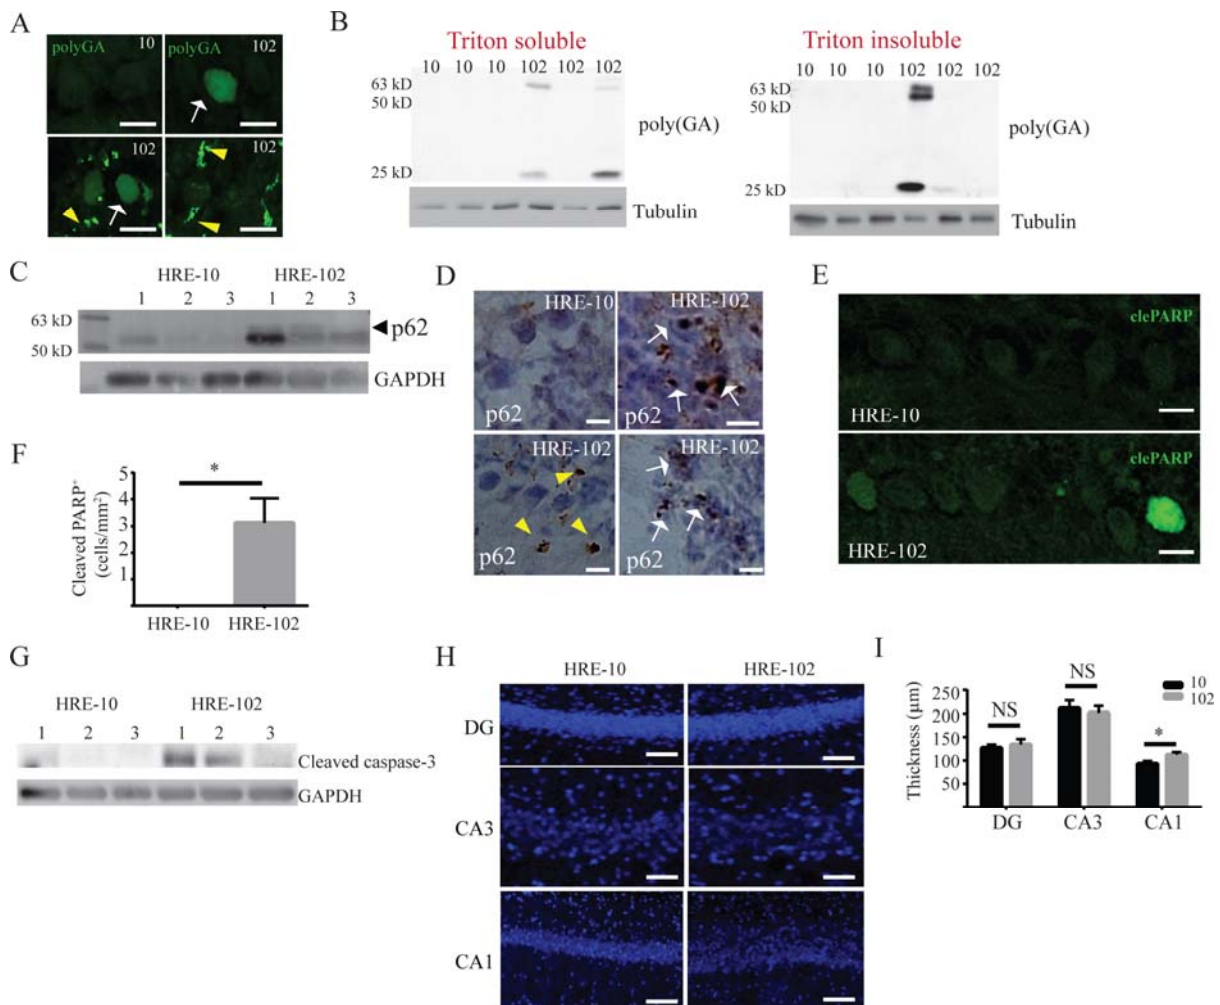 A
polyGA 10
polyGA 102
102
102
B
Triton soluble
10 10 10 102 102 102
63 kD
50 kD
poly(GA)
25 kD
Tubulin
Triton insoluble
10 10 10 102 102 102
63 kD
50 kD
poly(GA)
25 kD
Tubulin
C
HRE-10 HRE-102
1 2 3 1 2 3
63 kD
p62
50 kD
GAPDH
D
HRE-10
p62
HRE-102
HRE-102
p62
HRE-102
p62
E
clePARP
HRE-10
clePARP
HRE-102
F
*
Cleaved PARP+
(cells/mm²)
5
4
3
2
1
HRE-10 HRE-102
G
HRE-10 HRE-102
1 2 3 1 2 3
Cleaved caspase-3
GAPDH
H
HRE-10 HRE-102
DG
CA3
CA1
I
10
102
NS
NS
*
Thickness (µm)
250
200
150
100
50
DG CA3 CA1